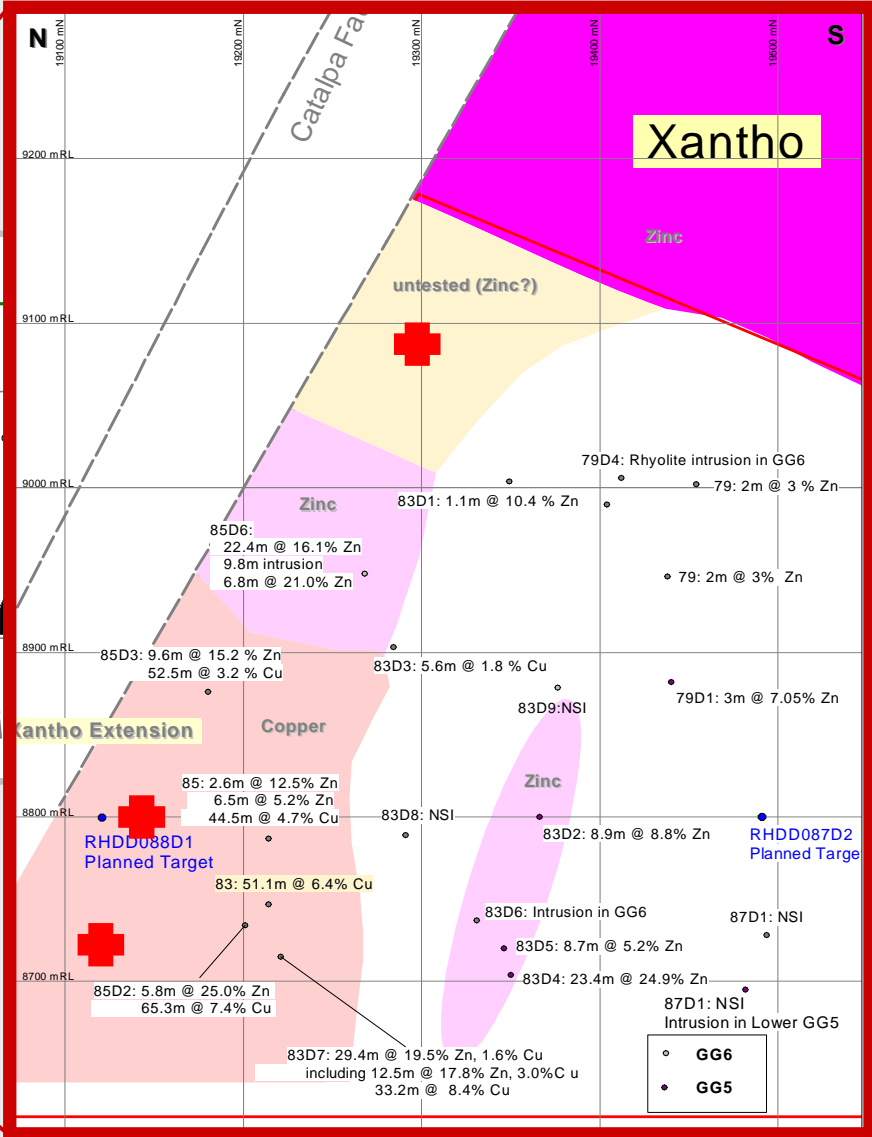 N
19100 mN
19200 mN
19300 mN
19400 mN
19500 mN
S
Catalpa Fau
Xantho
9200 mRL
Zinc
untested (Zinc?)
9100 mRL
79D4: Rhyolite intrusion in GG6
9000 mRL
83D1: 1.1m @ 10.4 % Zn
79: 2m @ 3 % Zn
Zinc
85D6:
22.4m @ 16.1% Zn
9.8m intrusion
6.8m @ 21.0% Zn
79: 2m @ 3% Zn
8900 mRL
85D3: 9.6m @ 15.2 % Zn
52.5m @ 3.2 % Cu
83D3: 5.6m @ 1.8 % Cu
79D1: 3m @ 7.05% Zn
83D9:NSI
Xantho Extension
Copper
Zinc
85: 2.6m @ 12.5% Zn
6.5m @ 5.2% Zn
44.5m @ 4.7% Cu
8800 mRL
83D8: NSI
RHDD088D1
Planned Target
83D2: 8.9m @ 8.8% Zn
RHDD087D2
Planned Targe
83: 51.1m @ 6.4% Cu
83D6: Intrusion in GG6
87D1: NSI
83D5: 8.7m @ 5.2% Zn
8700 mRL
83D4: 23.4m @ 24.9% Zn
85D2: 5.8m @ 25.0% Zn
65.3m @ 7.4% Cu
87D1: NSI
Intrusion in Lower GG5
83D7: 29.4m @ 19.5% Zn, 1.6% Cu
including 12.5m @ 17.8% Zn, 3.0%C u
33.2m @ 8.4% Cu
GG6
GG5